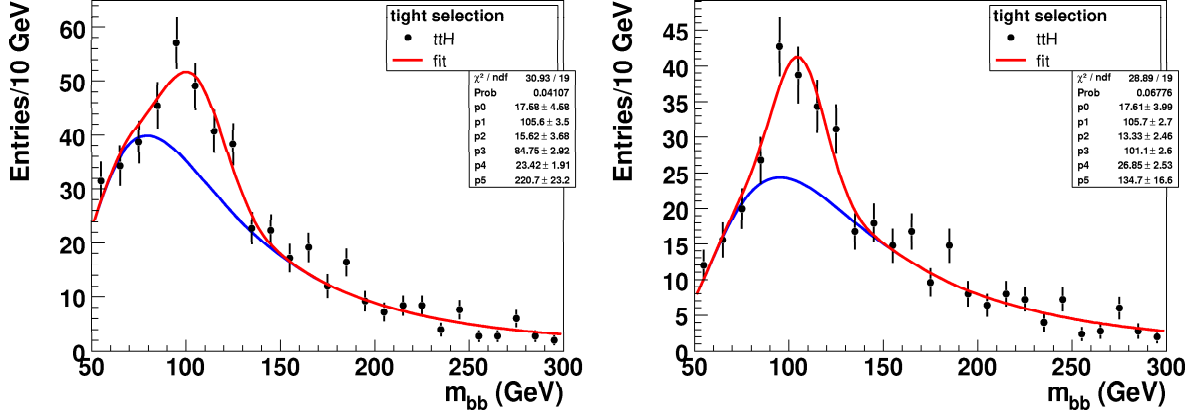 Entries/10 GeV
60
50
40
30
20
10
0
50 100 150 200 250 300
m_bb (GeV)
tight selection
ttH
fit
χ² / ndf 30.93 / 19
Prob 0.04107
p0 17.68 ± 4.58
p1 105.6 ± 3.5
p2 15.62 ± 3.68
p3 84.75 ± 2.92
p4 23.42 ± 1.91
p5 220.7 ± 23.2
Entries/10 GeV
45
40
35
30
25
20
15
10
5
0
50 100 150 200 250 300
m_bb (GeV)
tight selection
ttH
fit
χ² / ndf 28.89 / 19
Prob 0.06776
p0 17.61 ± 3.99
p1 105.7 ± 2.7
p2 13.33 ± 2.46
p3 101.1 ± 2.6
p4 26.85 ± 2.53
p5 134.7 ± 16.6